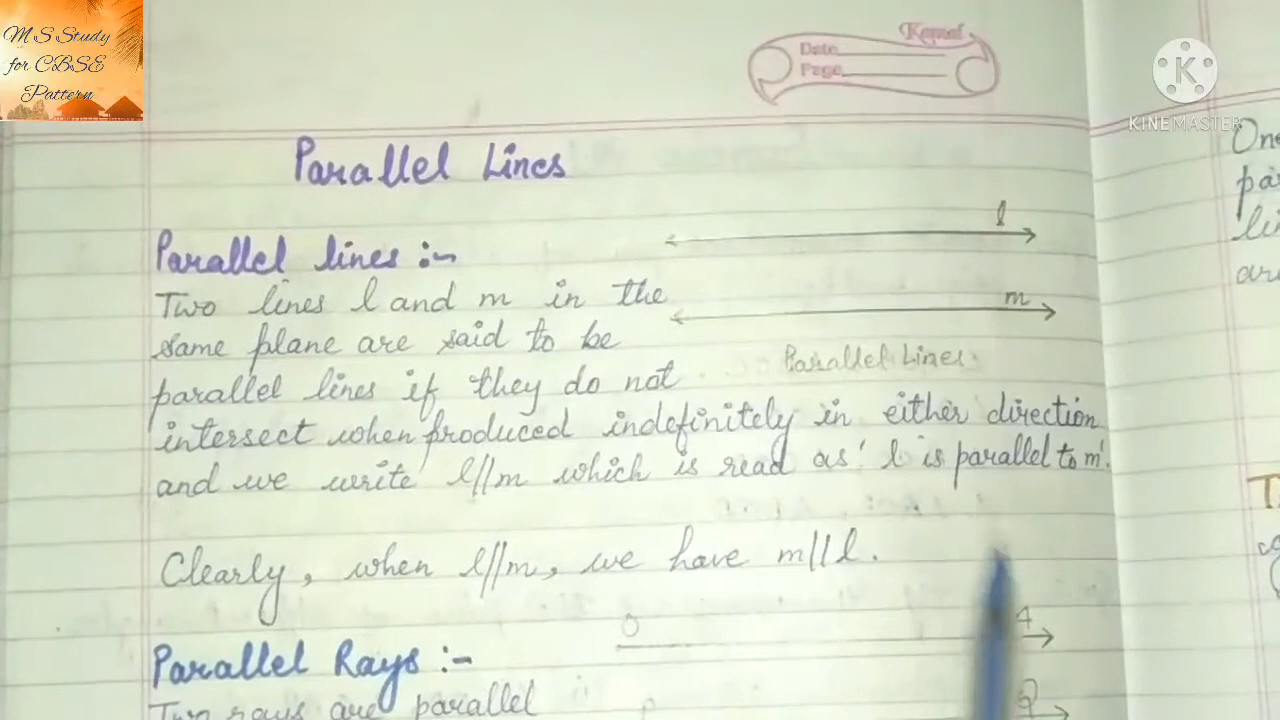 M S Study
for CBSE
Pattern
Kamal
Date
Page
K
KINEMASTER
Parallel Lines
l
Parallel lines :-
m
Two lines l and m in the
same plane are said to be
Parallel Lines
parallel lines if they do not
intersect when produced indefinitely in either direction
and we write l//m which is read as 'l is parallel to m'.
Clearly, when l//m, we have m//l.
O
Parallel Rays :-
Two rays are parallel
On